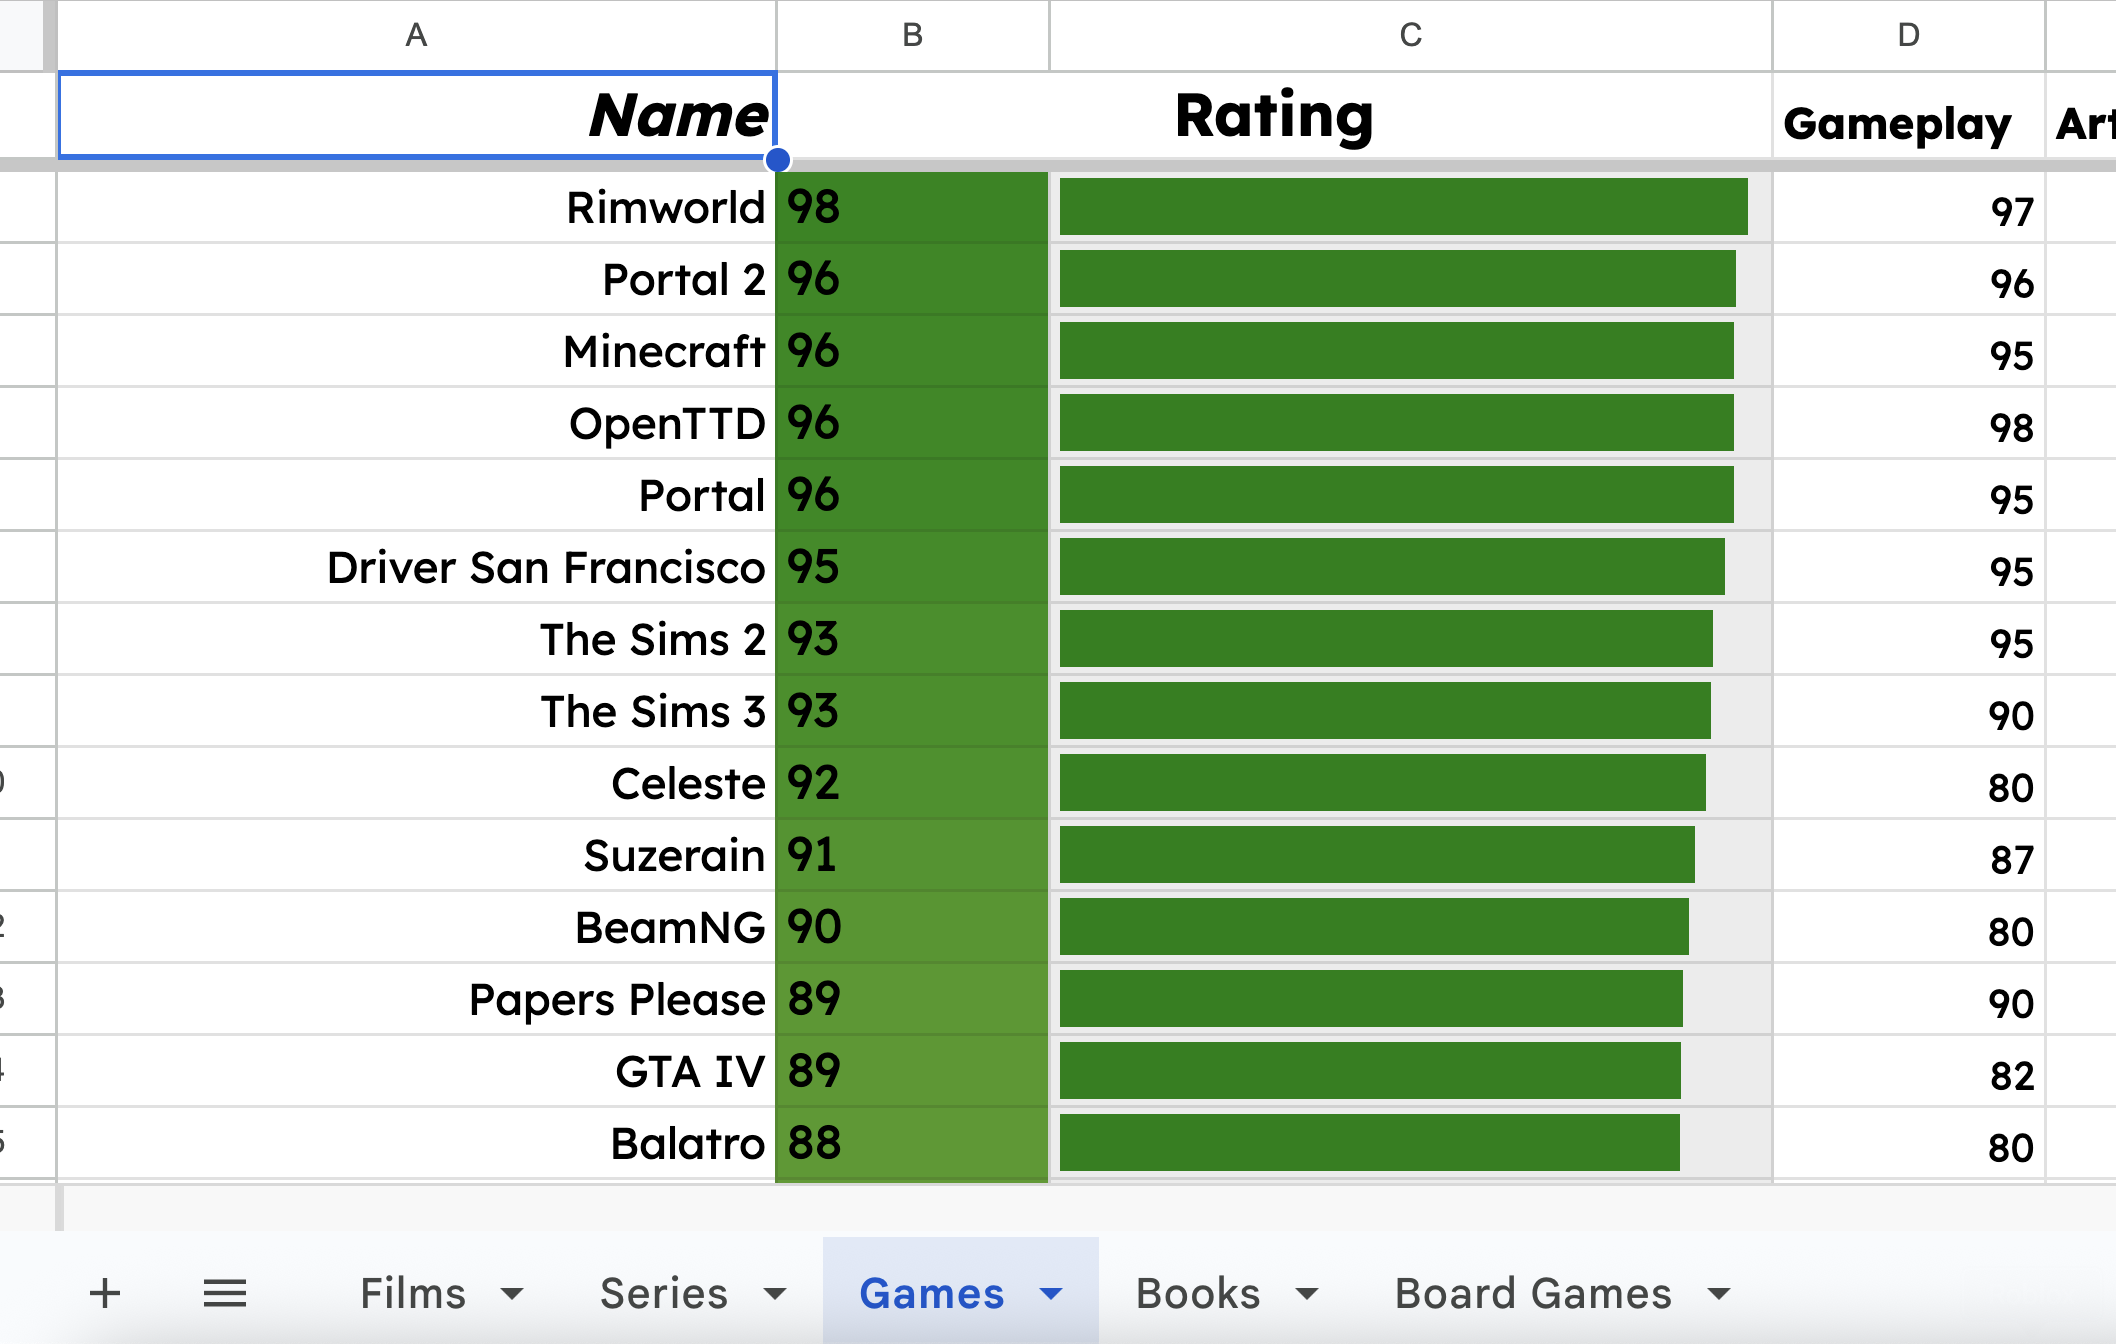 A B C D
Name Rating Gameplay Art
Rimworld 98 97
Portal 2 96 96
Minecraft 96 95
OpenTTD 96 98
Portal 96 95
Driver San Francisco 95 95
The Sims 2 93 95
The Sims 3 93 90
Celeste 92 80
Suzerain 91 87
BeamNG 90 80
Papers Please 89 90
GTA IV 89 82
Balatro 88 80
+ Films Series Games Books Board Games